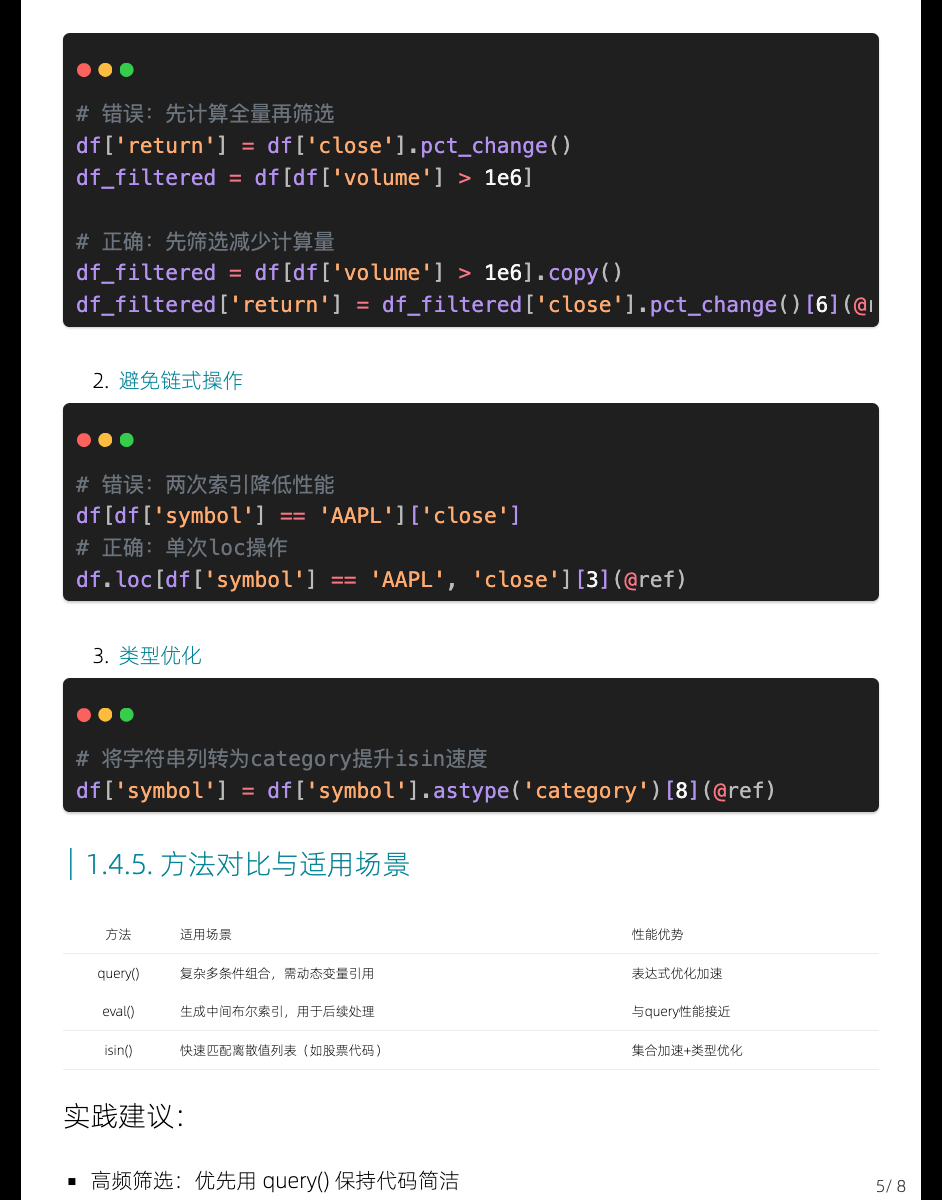 # 错误：先计算全量再筛选
df['return'] = df['close'].pct_change()
df_filtered = df[df['volume'] > 1e6]
# 正确：先筛选减少计算量
df_filtered = df[df['volume'] > 1e6].copy()
df_filtered['return'] = df_filtered['close'].pct_change()[6](@r
2. 避免链式操作
# 错误：两次索引降低性能
df[df['symbol'] == 'AAPL']['close']
# 正确：单次loc操作
df.loc[df['symbol'] == 'AAPL', 'close'][3](@ref)
3. 类型优化
# 将字符串列转为category提升isin速度
df['symbol'] = df['symbol'].astype('category')[8](@ref)
1.4.5. 方法对比与适用场景
方法 适用场景 性能优势
query() 复杂多条件组合，需动态变量引用 表达式优化加速
eval() 生成中间布尔索引，用于后续处理 与query性能接近
isin() 快速匹配离散值列表（如股票代码） 集合加速+类型优化
实践建议：
▪ 高频筛选：优先用 query() 保持代码简洁
5/ 8